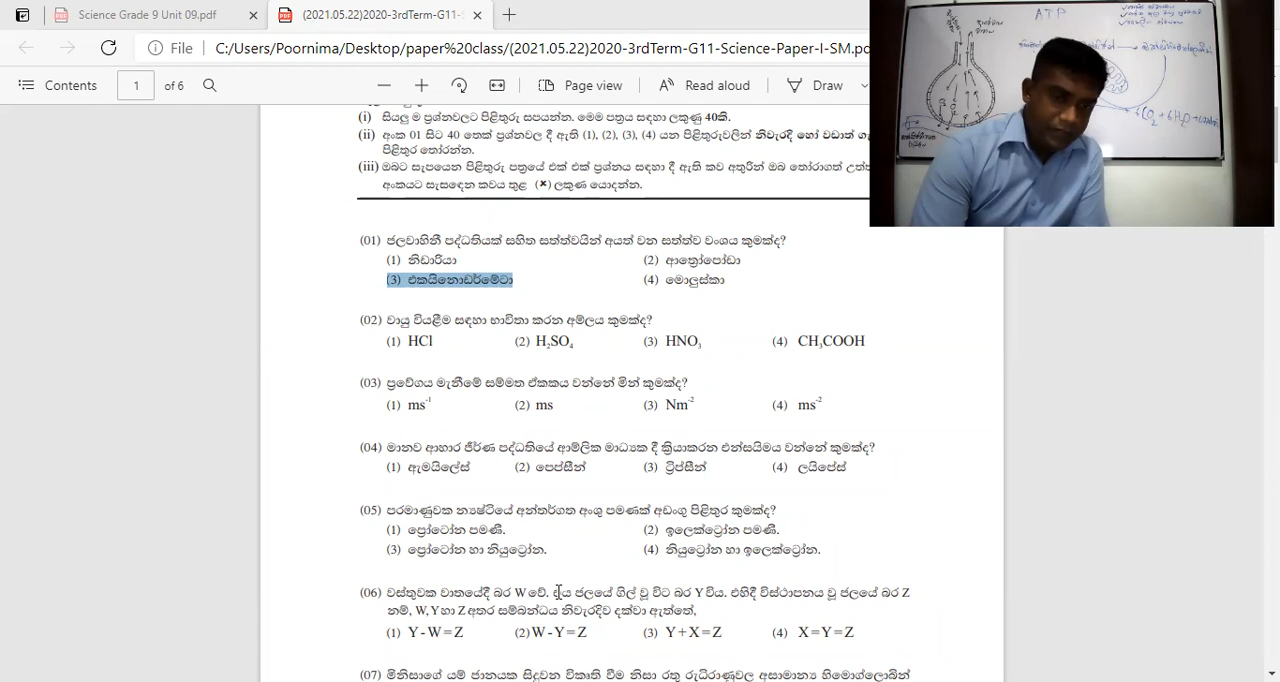 Science Grade 9 Unit 09.pdf
(2021.05.22)2020-3rdTerm-G11-S
File C:/Users/Poornima/Desktop/paper%20class/(2021.05.22)2020-3rdTerm-G11-Science-Paper-I-SM.pd
Contents 1 of 6 Page view Read aloud Draw
(i) සියලු ම ප්‍රශ්නවලට පිළිතුරු සපයන්න. මෙම පත්‍රය සඳහා ලකුණු 40කි.
(ii) අංක 01 සිට 40 තෙක් ප්‍රශ්නවල දී ඇති (1), (2), (3), (4) යන පිළිතුරුවලින් නිවැරදි හෝ වඩාත්
පිළිතුර තෝරන්න.
(iii) ඔබට සැපයෙන පිළිතුරු පත්‍රයේ එක් එක් ප්‍රශ්නය සඳහා දී ඇති කව අතුරින් ඔබ තෝරාගත්
අංකයට සැසඳෙන කවය තුළ (×) ලකුණ යොදන්න.
(01) ජලවාහිනී පද්ධතියක් සහිත සත්ත්වයින් අයත් වන සත්ත්ව වංශය කුමක්ද?
(1) නිඩාරියා (2) ආත්‍රෝපෝඩා
(3) එකයිනොඩර්මේටා (4) මොලුස්කා
(02) වායු වියළීම සඳහා භාවිතා කරන අම්ලය කුමක්ද?
(1) HCl (2) H₂SO₄ (3) HNO₃ (4) CH₃COOH
(03) ප්‍රවේගය මැනීමේ සම්මත ඒකකය වන්නේ මින් කුමක්ද?
(1) ms⁻¹ (2) ms (3) Nm⁻² (4) ms⁻²
(04) මානව ආහාර ජීර්ණ පද්ධතියේ ආම්ලික මාධ්‍යක දී ක්‍රියාකරන එන්සයිමය වන්නේ කුමක්ද?
(1) ඇමයිලේස් (2) පෙප්සීන් (3) ට්‍රිප්සීන් (4) ලයිපේස්
(05) පරමාණුවක න්‍යෂ්ටියේ අන්තර්ගත අංශු පමණක් අඩංගු පිළිතුර කුමක්ද?
(1) ප්‍රෝටෝන පමණී. (2) ඉලෙක්ට්‍රෝන පමණී.
(3) ප්‍රෝටෝන හා නියුට්‍රෝන. (4) නියුට්‍රෝන හා ඉලෙක්ට්‍රෝන.
(06) වස්තුවක වාතයේදී බර W වේ. එය ජලයේ ගිල් වූ විට බර Y විය. එහිදී විස්ථාපනය වූ ජලයේ බර Z
නම්, W, Y හා Z අතර සම්බන්ධය නිවැරදිව දක්වා ඇත්තේ,
(1) Y - W = Z (2) W - Y = Z (3) Y + X = Z (4) X = Y = Z
(07) මිනිසාගේ යම් ජානයක සිදුවන විකෘති වීම නිසා රතු රුධිරාණුවල අසාමාන්‍ය හිමොග්ලොබින්
ATP